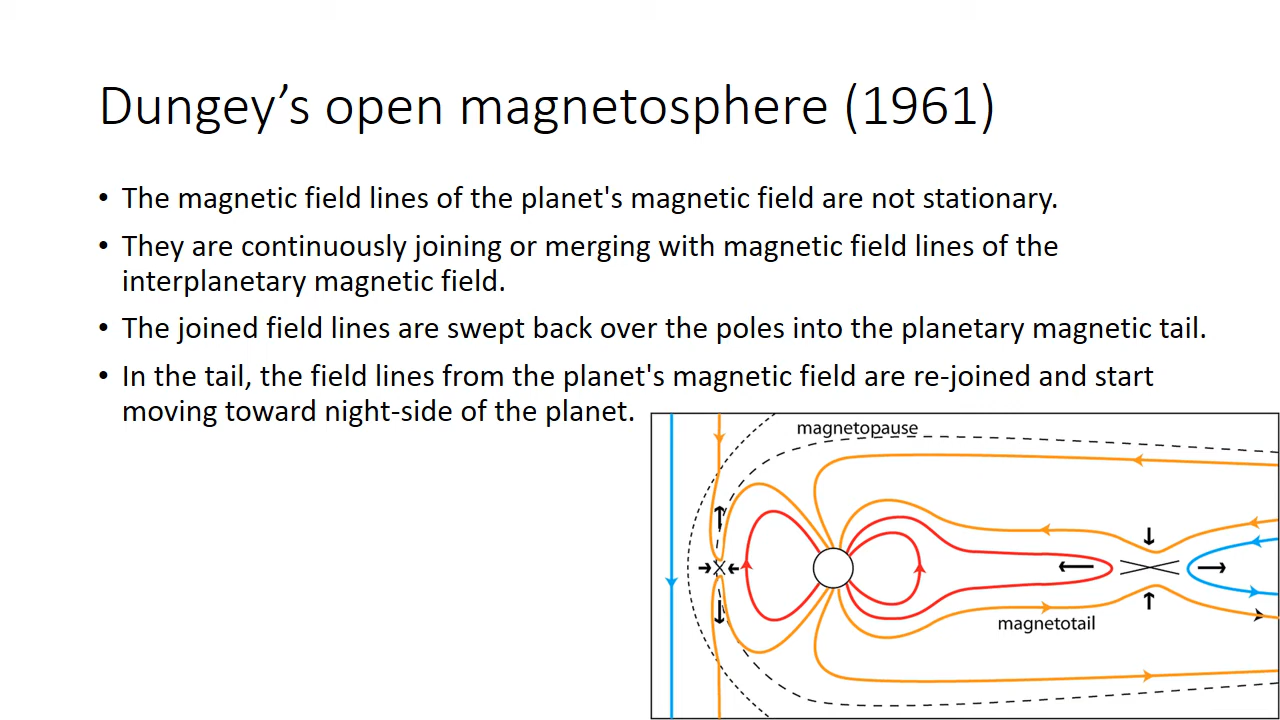 Dungey’s open magnetosphere (1961)
• The magnetic field lines of the planet's magnetic field are not stationary.
• They are continuously joining or merging with magnetic field lines of the
interplanetary magnetic field.
• The joined field lines are swept back over the poles into the planetary magnetic tail.
• In the tail, the field lines from the planet's magnetic field are re-joined and start
moving toward night-side of the planet.
magnetopause
magnetotail